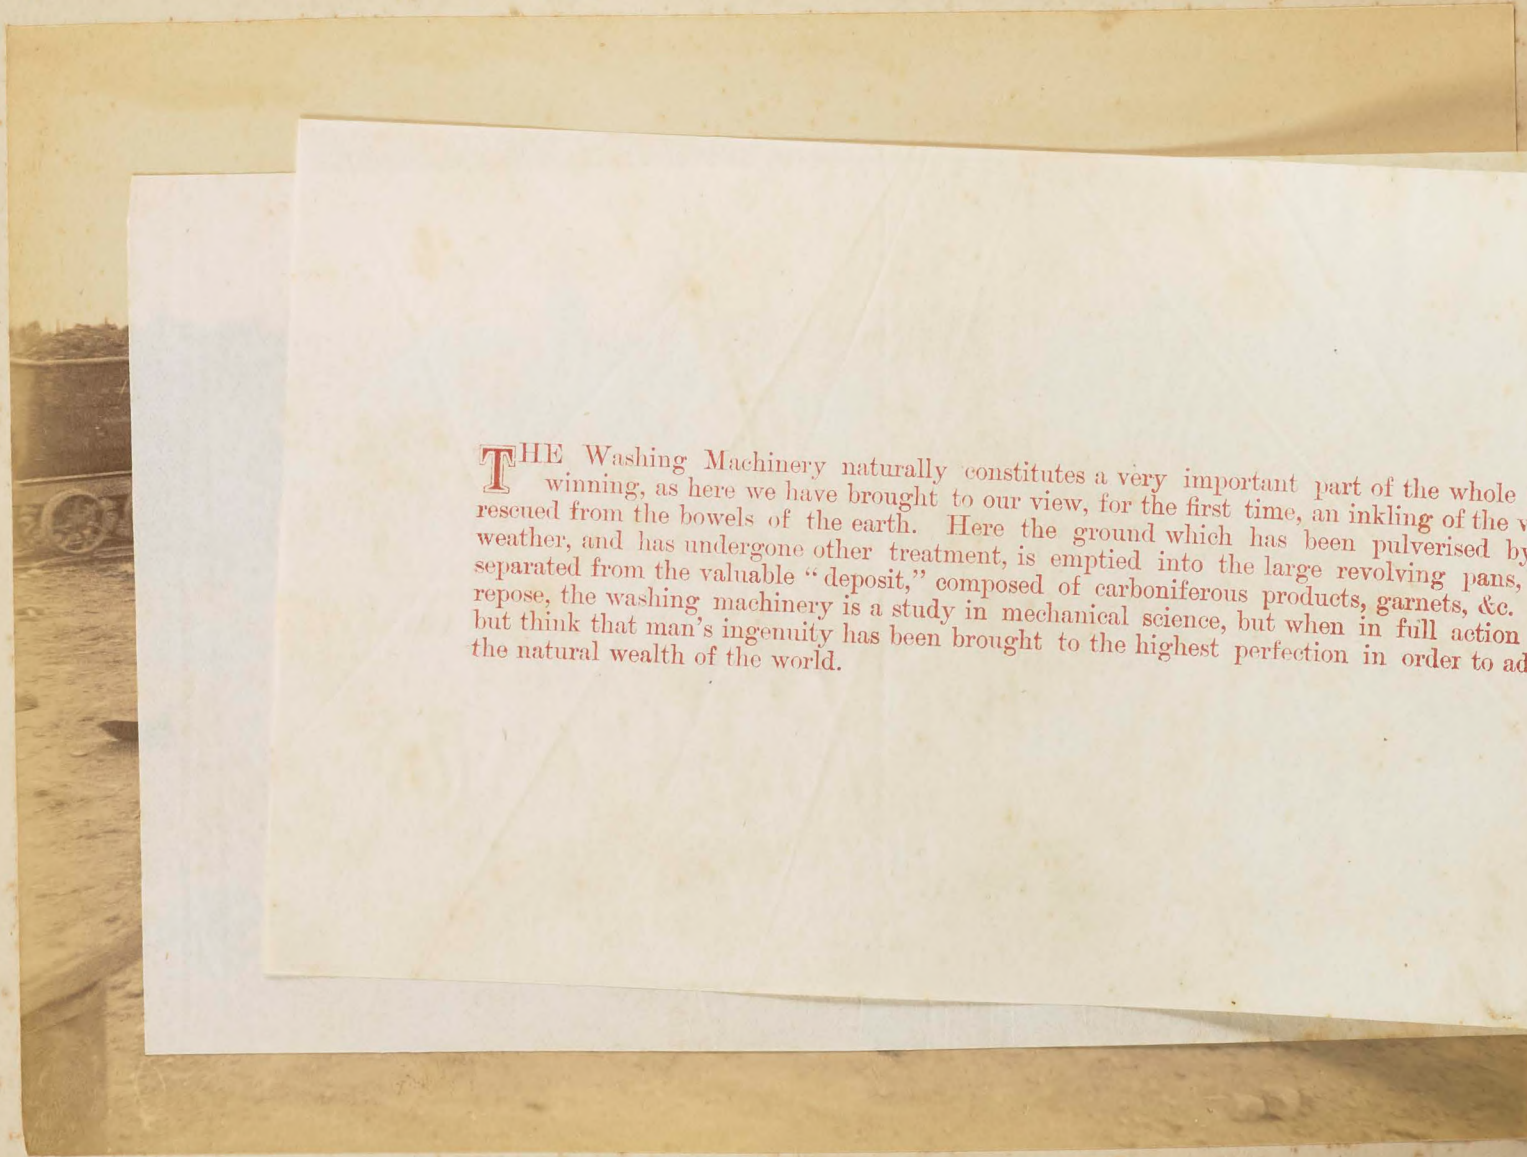 THE Washing Machinery naturally constitutes a very important part of the whole
winning, as here we have brought to our view, for the first time, an inkling of the
rescued from the bowels of the earth. Here the ground which has been pulverised by
weather, and has undergone other treatment, is emptied into the large revolving pans,
separated from the valuable “deposit,” composed of carboniferous products, garnets, &c.
repose, the washing machinery is a study in mechanical science, but when in full action
but think that man’s ingenuity has been brought to the highest perfection in order to
the natural wealth of the world.